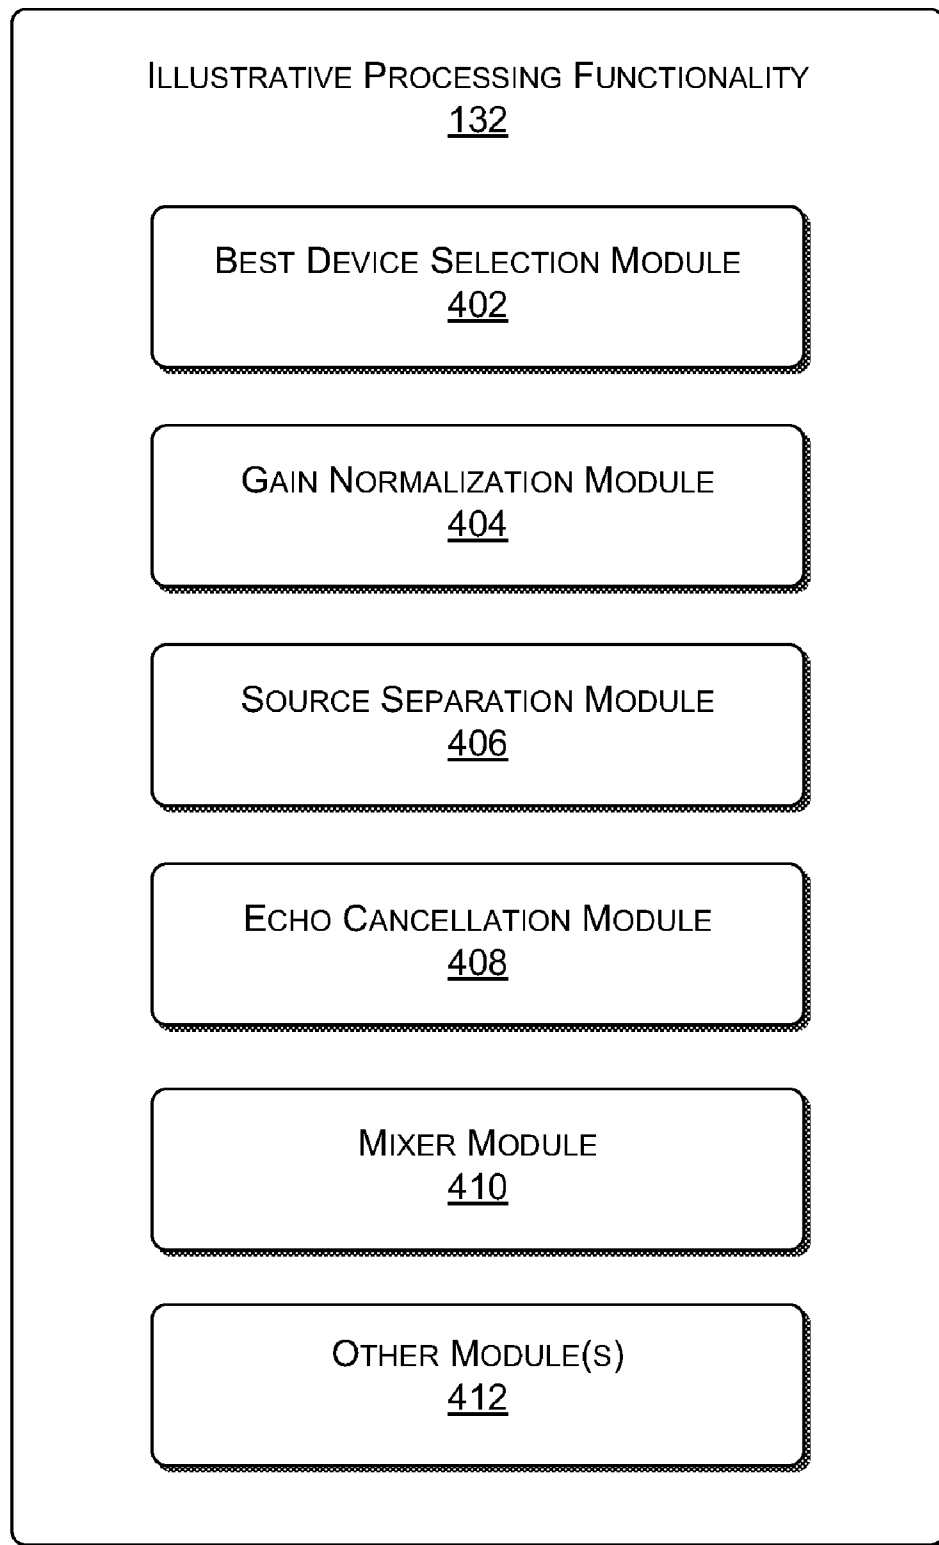 ILLUSTRATIVE PROCESSING FUNCTIONALITY
132
BEST DEVICE SELECTION MODULE
402
GAIN NORMALIZATION MODULE
404
SOURCE SEPARATION MODULE
406
ECHO CANCELLATION MODULE
408
MIXER MODULE
410
OTHER MODULE(S)
412